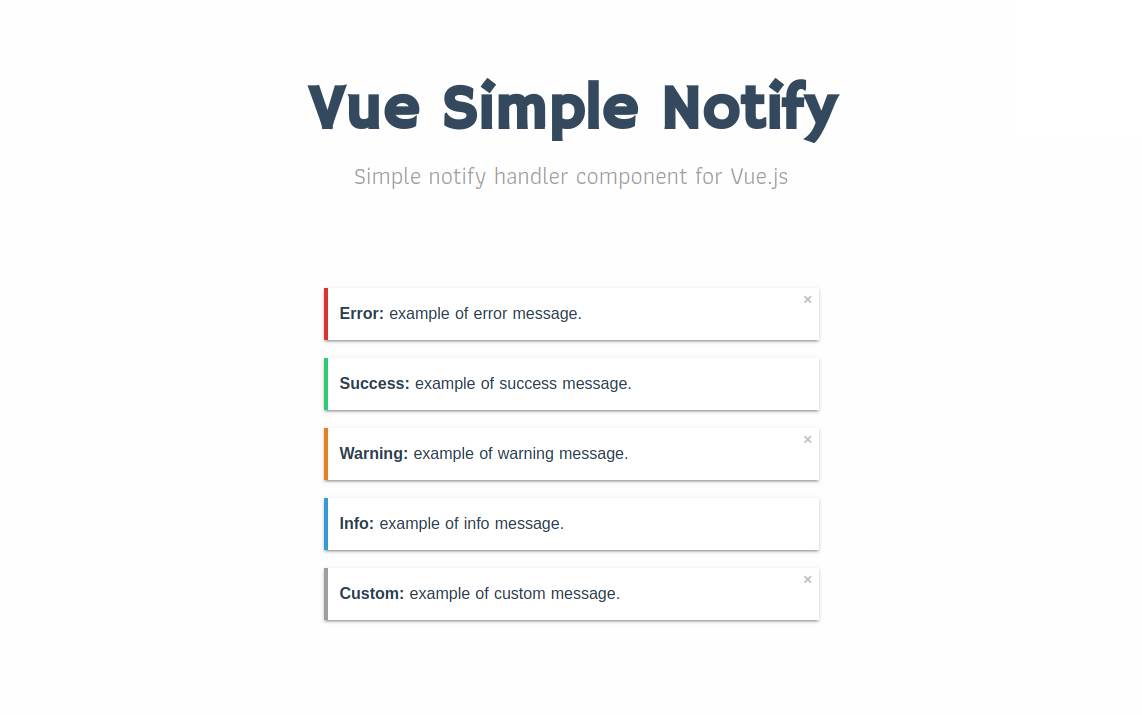 Vue Simple Notify
Simple notify handler component for Vue.js
×
Error: example of error message.
Success: example of success message.
×
Warning: example of warning message.
Info: example of info message.
×
Custom: example of custom message.